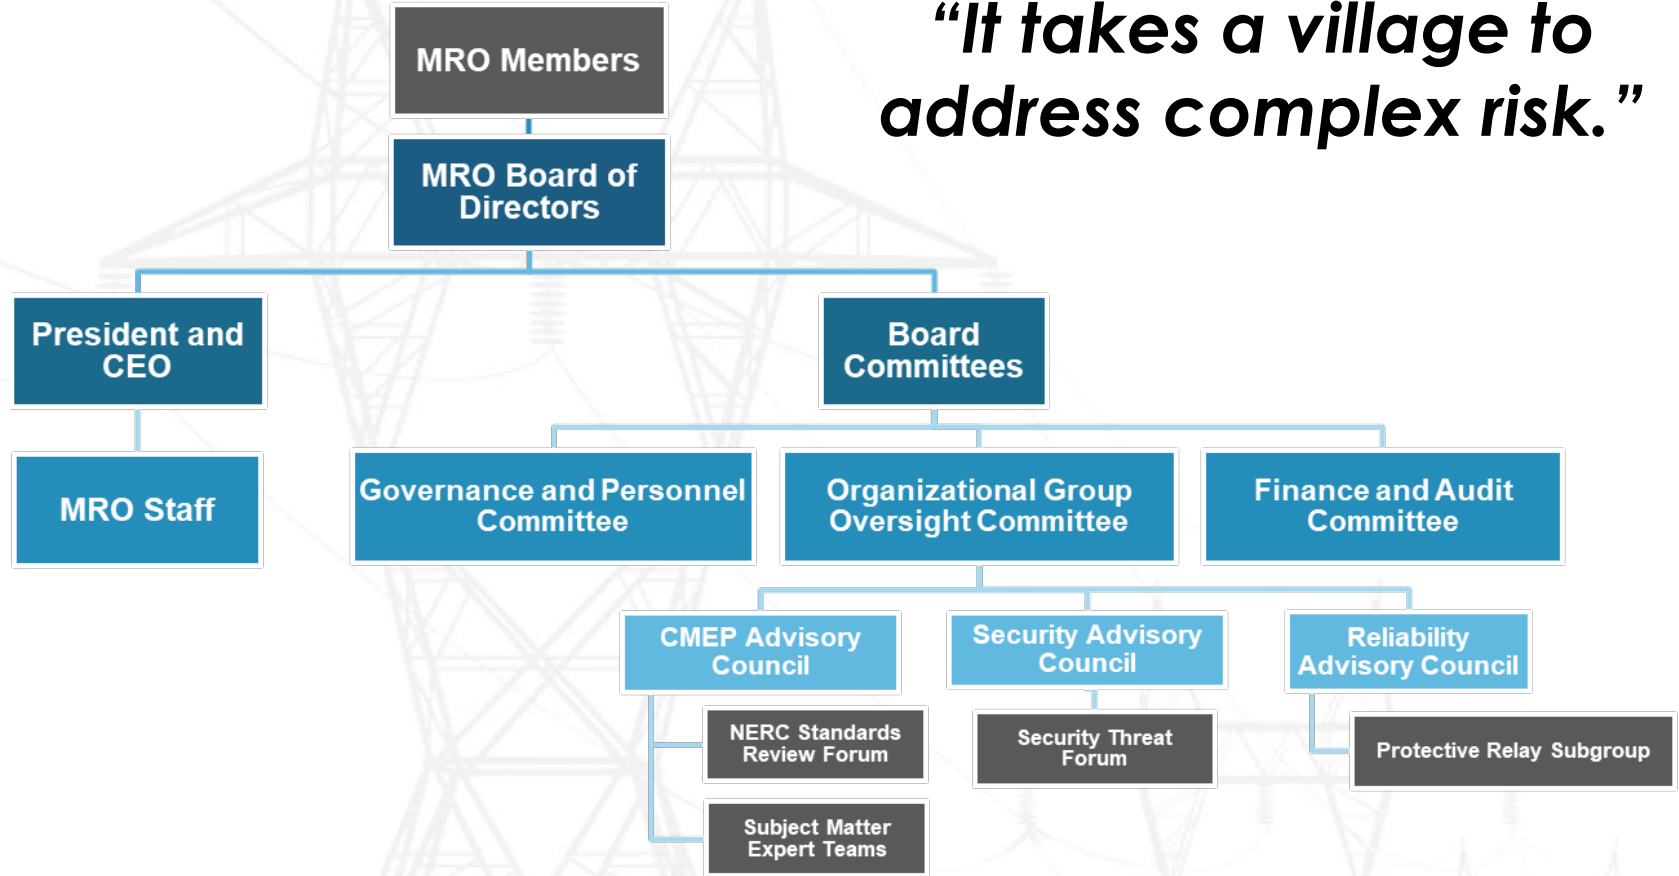 “It takes a village to
address complex risk.”
MRO Members
MRO Board of
Directors
President and
CEO
Board
Committees
MRO Staff
Governance and Personnel
Committee
Organizational Group
Oversight Committee
Finance and Audit
Committee
CMEP Advisory
Council
Security Advisory
Council
Reliability
Advisory Council
NERC Standards
Review Forum
Security Threat
Forum
Protective Relay Subgroup
Subject Matter
Expert Teams